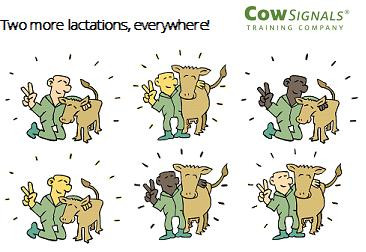 Two more lactations, everywhere!
COWSIGNALS®
TRAINING COMPANY